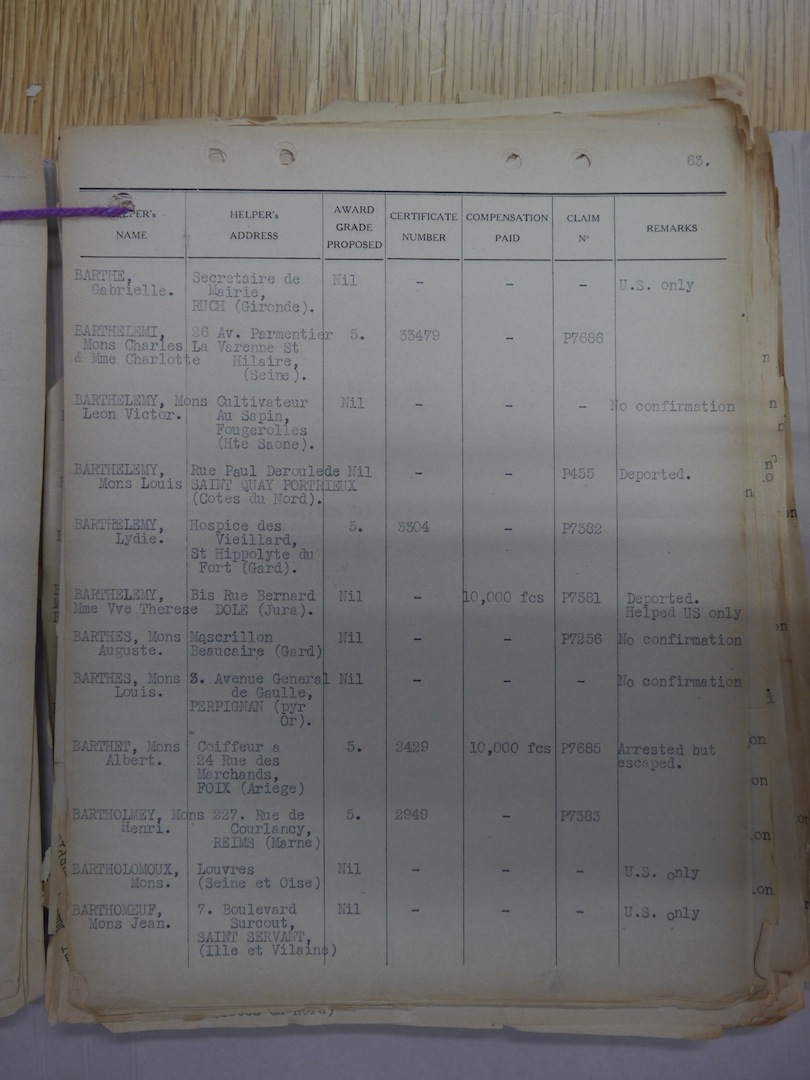 63.
HELPER's NAME | HELPER's ADDRESS | AWARD GRADE PROPOSED | CERTIFICATE NUMBER | COMPENSATION PAID | CLAIM Nº | REMARKS
BARTHE, Secretaire de Nil - - - U.S. only
Gabrielle. Mairie,
RUCH (Gironde).
BARTHELEMI, 26 Av. Parmentier 5. 33479 - P7686
Mons Charles La Varenne St
& Mme Charlotte Hilaire,
(Seine).
BARTHELEMY, Mons Cultivateur Nil - - - No confirmation
Leon Victor. Au Sapin,
Fougerolles
(Hte Saone).
BARTHELEMY, Rue Paul Deroulede Nil - - P455 Deported.
Mons Louis SAINT QUAY PORTRIEUX
(Cotes du Nord).
BARTHELEMY, Hospice des 5. 3304 - P7382
Lydie. Vieillard,
St Hippolyte du
Fort (Gard).
BARTHELEMY, Bis Rue Bernard Nil - 10,000 fcs P7381 Deported.
Mme Vve Therese DOLE (Jura). Helped US only
BARTHES, Mons Mascrillon Nil - - P7256 No confirmation
Auguste. Beaucaire (Gard)
BARTHES, Mons 3. Avenue General Nil - - - No confirmation
Louis. de Gaulle,
PERPIGNAN (pyr
Or).
BARTHET, Mons Coiffeur a 5. 2429 10,000 fcs P7685 Arrested but
Albert. 24 Rue des escaped.
Marchands,
FOIX (Ariege)
BARTHOLMEY, Mons 227. Rue de 5. 2949 - P7383
Henri. Courlancy,
REIMS (Marne)
BARTHOLOMOUX, Louvres Nil - - - U.S. only
Mons. (Seine et Oise)
BARTHOMEUF, 7. Boulevard Nil - - - U.S. only
Mons Jean. Surcout,
SAINT SERVANT,
(Ille et Vilaine)